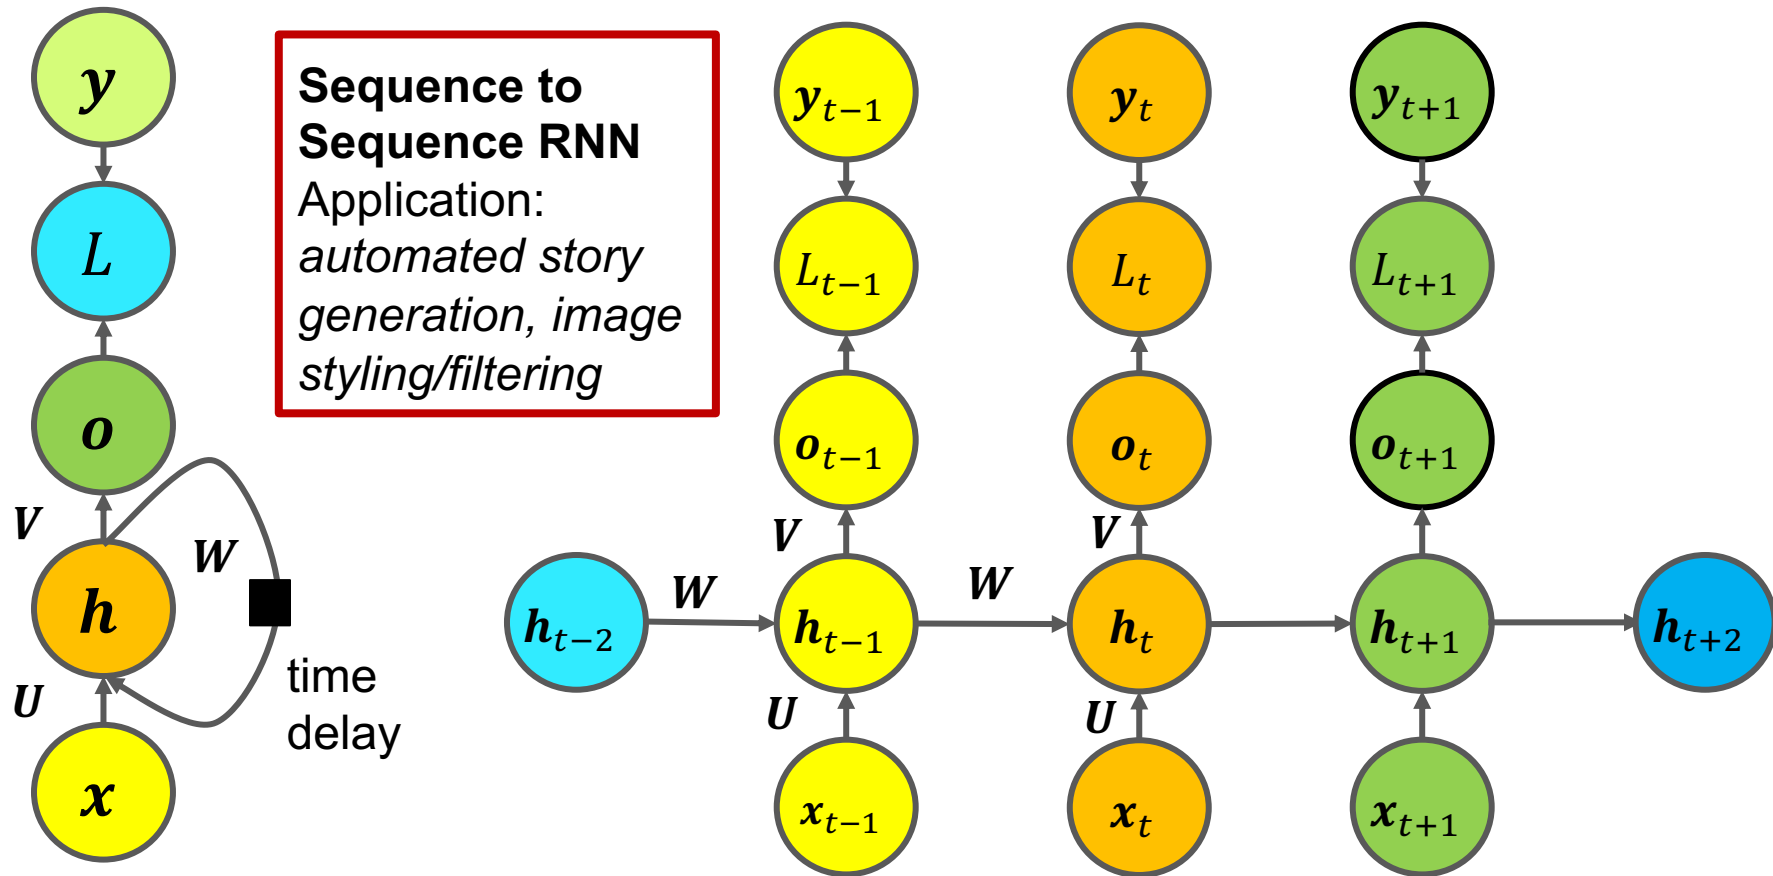 y
L
o
V
W
h
U
time
delay
x
Sequence to
Sequence RNN
Application:
automated story
generation, image
styling/filtering
y_{t−1} y_t y_{t+1}
L_{t−1} L_t L_{t+1}
o_{t−1} o_t o_{t+1}
V V
W W
h_{t−2} h_{t−1} h_t h_{t+1} h_{t+2}
U U
x_{t−1} x_t x_{t+1}